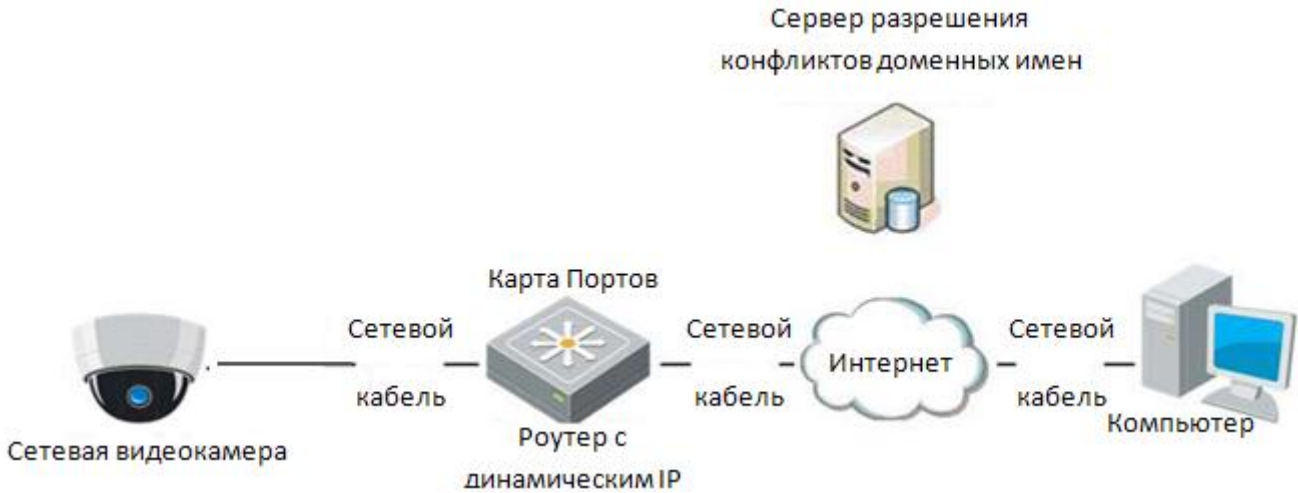 Сервер разрешения
конфликтов доменных имен
Карта Портов
Сетевой
кабель
Сетевой
кабель
Интернет
Сетевой
кабель
Сетевая видеокамера
Роутер с
динамическим IP
Компьютер